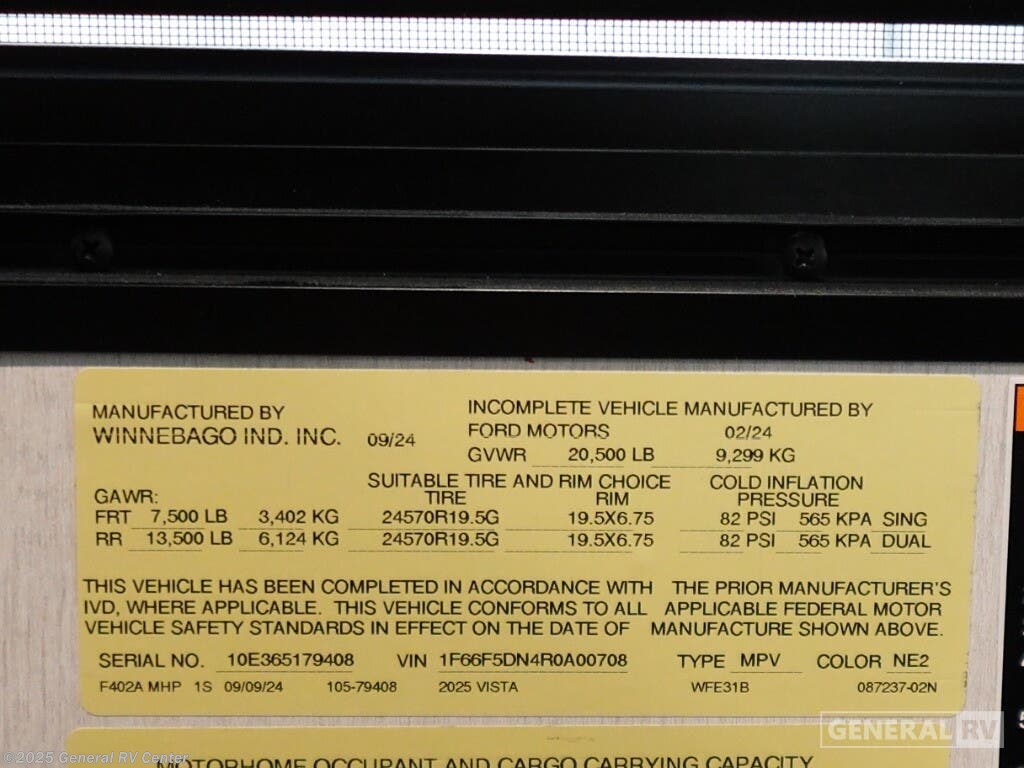 MANUFACTURED BY
WINNEBAGO IND. INC. 09/24
INCOMPLETE VEHICLE MANUFACTURED BY
FORD MOTORS 02/24
GVWR 20,500 LB 9,299 KG
SUITABLE TIRE AND RIM CHOICE COLD INFLATION
GAWR: TIRE RIM PRESSURE
FRT 7,500 LB 3,402 KG 24570R19.5G 19.5X6.75 82 PSI 565 KPA SING
RR 13,500 LB 6,124 KG 24570R19.5G 19.5X6.75 82 PSI 565 KPA DUAL
THIS VEHICLE HAS BEEN COMPLETED IN ACCORDANCE WITH THE PRIOR MANUFACTURER'S
IVD, WHERE APPLICABLE. THIS VEHICLE CONFORMS TO ALL APPLICABLE FEDERAL MOTOR
VEHICLE SAFETY STANDARDS IN EFFECT ON THE DATE OF MANUFACTURE SHOWN ABOVE.
SERIAL NO. 10E365179408 VIN 1F66F5DN4R0A00708 TYPE MPV COLOR NE2
F402A MHP 1S 09/09/24 105-79408 2025 VISTA WFE31B 087237-02N
GENERAL RV
©2025 General RV Center
MOTORHOME OCCUPANT AND CARGO CARRYING CAPACITY